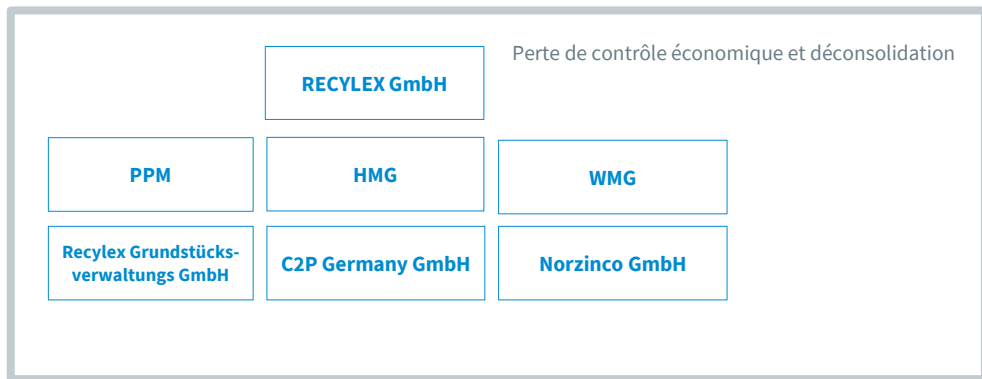 Perte de contrôle économique et déconsolidation
RECYLEX GmbH
PPM
HMG
WMG
Recylex Grundstücks-
verwaltungs GmbH
C2P Germany GmbH
Norzinco GmbH